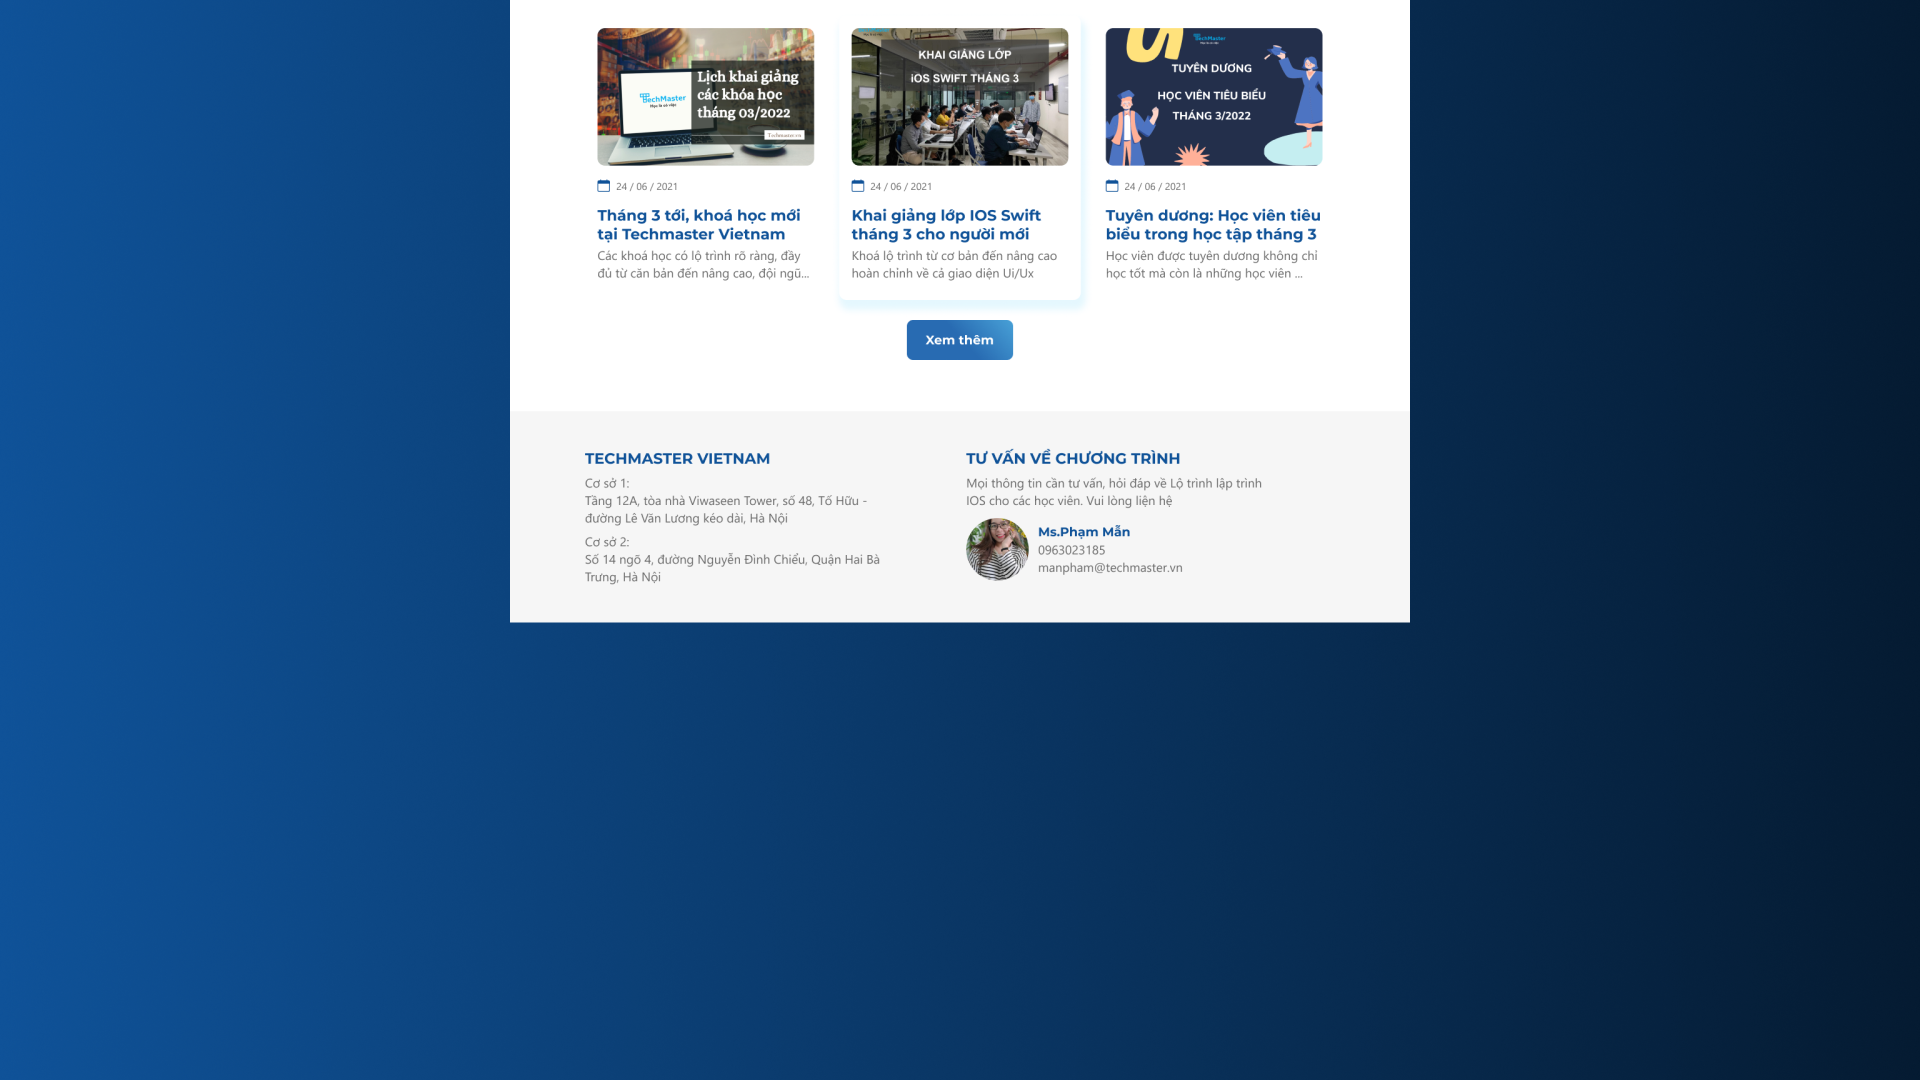 Lịch khai giảng
các khóa học
tháng 03/2022
TechMaster
Học là có việc
Techmaster.vn
24 / 06 / 2021
Tháng 3 tới, khoá học mới
tại Techmaster Vietnam
Các khoá học có lộ trình rõ ràng, đầy
đủ từ căn bản đến nâng cao, đội ngũ...
KHAI GIẢNG LỚP
iOS SWIFT THÁNG 3
24 / 06 / 2021
Khai giảng lớp IOS Swift
tháng 3 cho người mới
Khoá lộ trình từ cơ bản đến nâng cao
hoàn chỉnh về cả giao diện Ui/Ux
TechMaster
Học là có việc
TUYÊN DƯƠNG
HỌC VIÊN TIÊU BIỂU
THÁNG 3/2022
24 / 06 / 2021
Tuyên dương: Học viên tiêu
biểu trong học tập tháng 3
Học viên được tuyên dương không chỉ
học tốt mà còn là những học viên ...
Xem thêm
TECHMASTER VIETNAM
Cơ sở 1:
Tầng 12A, tòa nhà Viwaseen Tower, số 48, Tố Hữu -
đường Lê Văn Lương kéo dài, Hà Nội
Cơ sở 2:
Số 14 ngõ 4, đường Nguyễn Đình Chiểu, Quận Hai Bà
Trưng, Hà Nội
TƯ VẤN VỀ CHƯƠNG TRÌNH
Mọi thông tin cần tư vấn, hỏi đáp về Lộ trình lập trình
IOS cho các học viên. Vui lòng liện hệ
Ms.Phạm Mẫn
0963023185
manpham@techmaster.vn